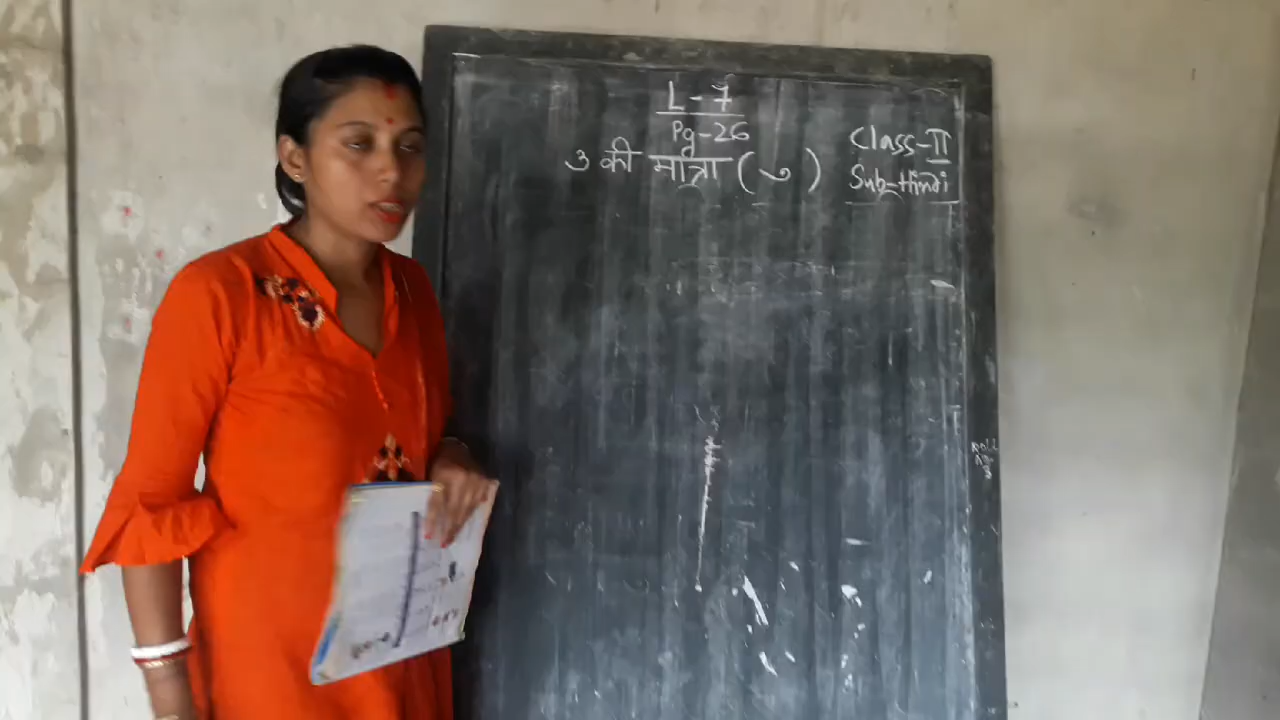 L-7
Pg-26
उ की मात्रा ( ु )
Class-II
Sub-Hindi